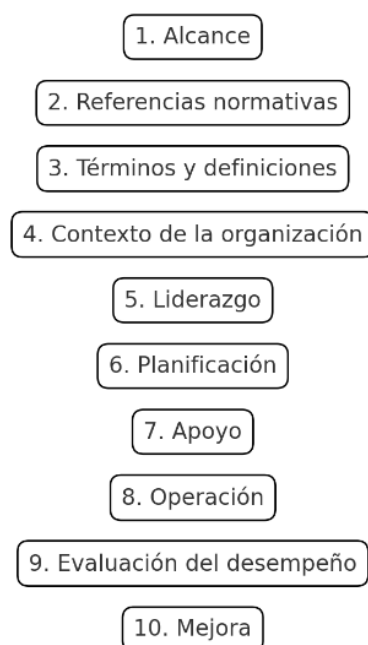 1. Alcance
2. Referencias normativas
3. Términos y definiciones
4. Contexto de la organización
5. Liderazgo
6. Planificación
7. Apoyo
8. Operación
9. Evaluación del desempeño
10. Mejora